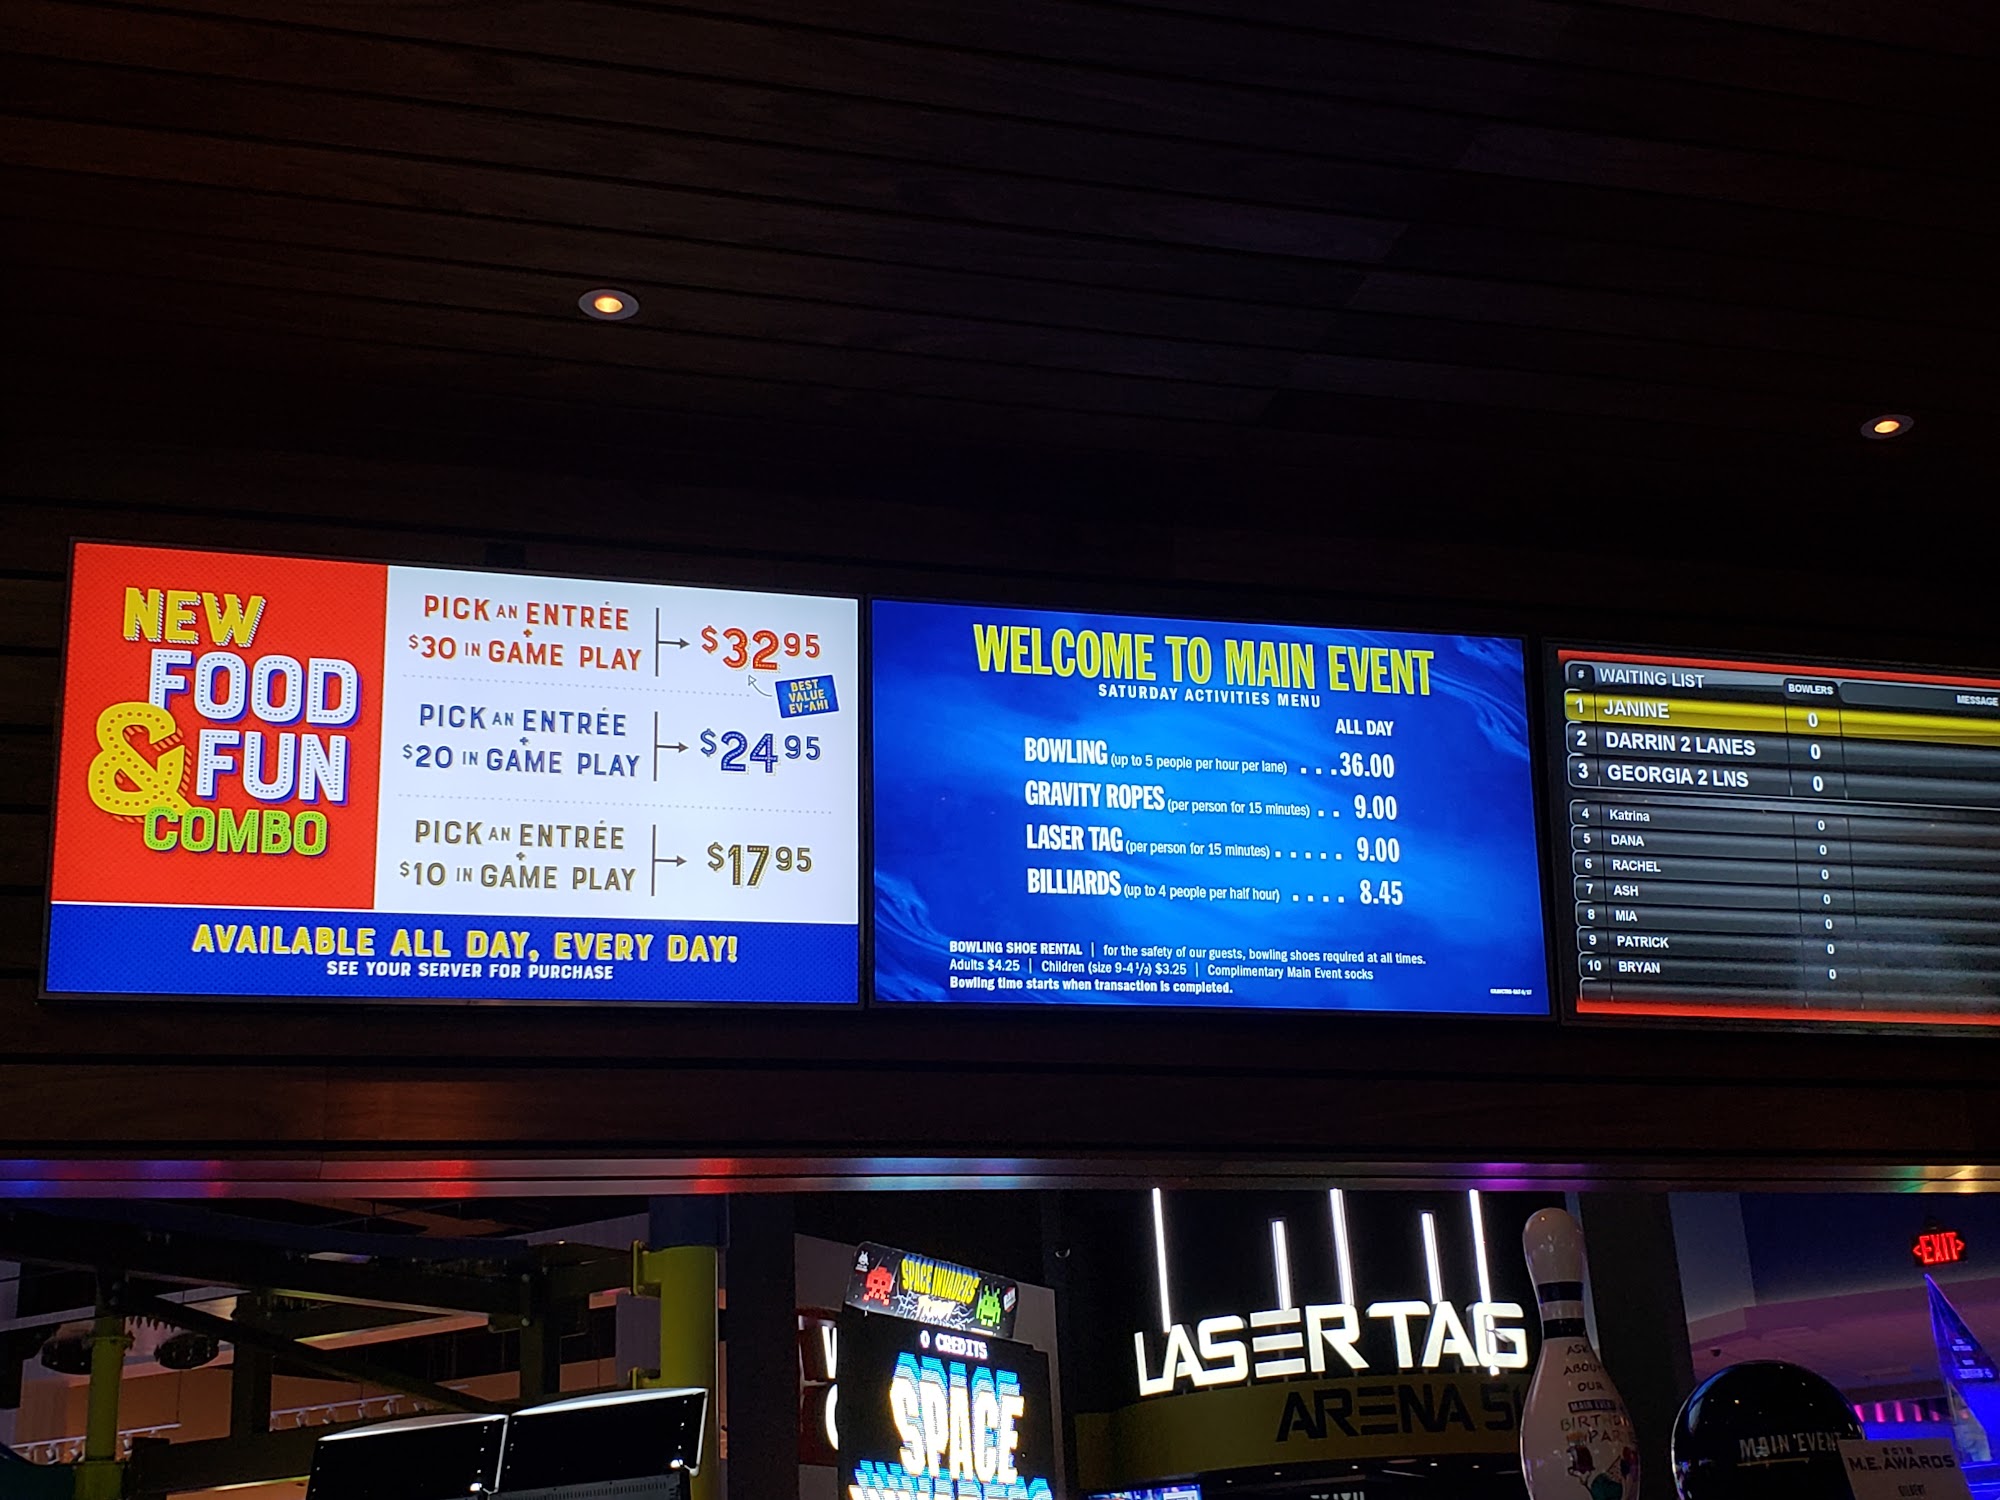 NEW
FOOD
& FUN
COMBO
PICK AN ENTRÉE
+
$30 IN GAME PLAY
$32.95
BEST
VALUE
EV-AH!
PICK AN ENTRÉE
+
$20 IN GAME PLAY
$24.95
PICK AN ENTRÉE
+
$10 IN GAME PLAY
$17.95
AVAILABLE ALL DAY, EVERY DAY!
SEE YOUR SERVER FOR PURCHASE
WELCOME TO MAIN EVENT
SATURDAY ACTIVITIES MENU
ALL DAY
BOWLING (up to 5 people per hour per lane) . . . 36.00
GRAVITY ROPES (per person for 15 minutes) . . 9.00
LASER TAG (per person for 15 minutes) . . . . . 9.00
BILLIARDS (up to 4 people per half hour) . . . . 8.45
BOWLING SHOE RENTAL | for the safety of our guests, bowling shoes required at all times.
Adults $4.25 | Children (size 9-4 1/2) $3.25 | Complimentary Main Event socks
Bowling time starts when transaction is completed.
# WAITING LIST BOWLERS MESSAGE
1 JANINE 0
2 DARRIN 2 LANES 0
3 GEORGIA 2 LNS 0
4 Katrina 0
5 DANA 0
6 RACHEL 0
7 ASH 0
8 MIA 0
9 PATRICK 0
10 BRYAN 0
EXIT
SPACE INVADERS
0 CREDITS
SPACE
INVADERS
LASER TAG
ARENA
ASK
ABOUT
OUR
MAIN EVENT
BIRTHDAY
MAIN EVENT
M.E. AWARDS
GILBERT